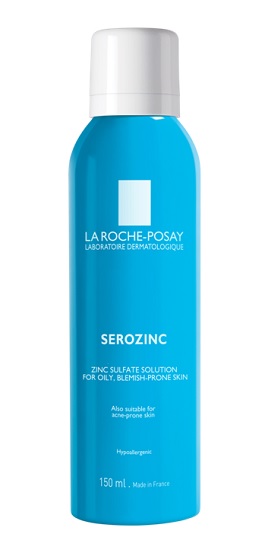 LA ROCHE-POSAY
LABORATOIRE DERMATOLOGIQUE
SEROZINC
ZINC SULFATE SOLUTION
FOR OILY, BLEMISH-PRONE SKIN
Also suitable for
acne-prone skin
Hypoallergenic
150 ml. Made in France